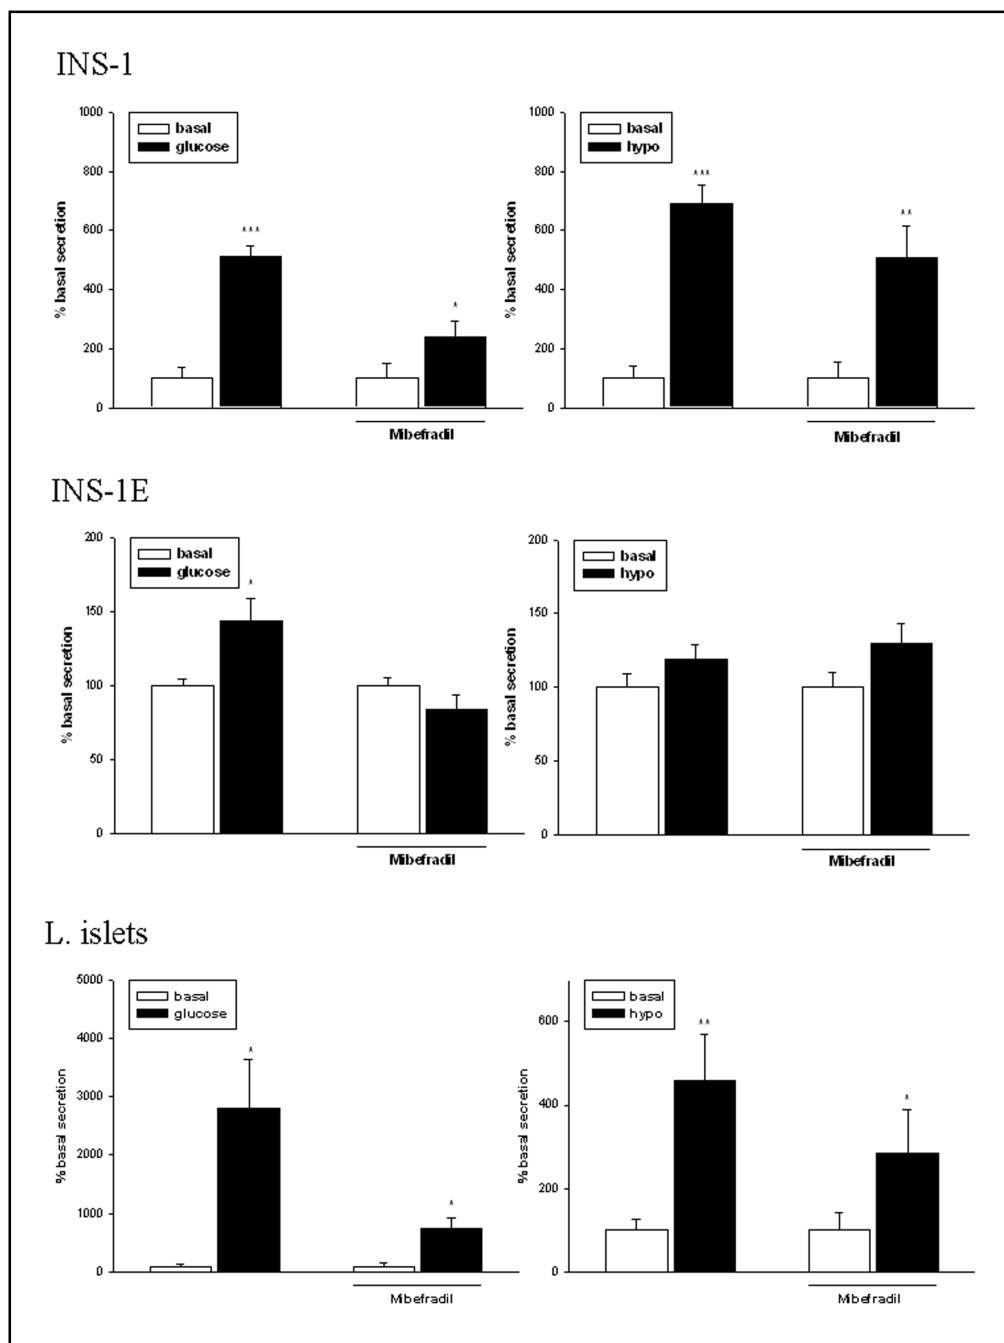 INS-1
% basal secretion
1000
800
600
400
200
0
basal
glucose
***
*
Mibefradil
% basal secretion
1000
800
600
400
200
0
basal
hypo
***
**
Mibefradil
INS-1E
% basal secretion
200
150
100
50
0
basal
glucose
*
Mibefradil
% basal secretion
200
150
100
50
0
basal
hypo
Mibefradil
L. islets
% basal secretion
5000
4000
3000
2000
1000
0
basal
glucose
*
*
Mibefradil
% basal secretion
600
400
200
0
basal
hypo
**
*
Mibefradil